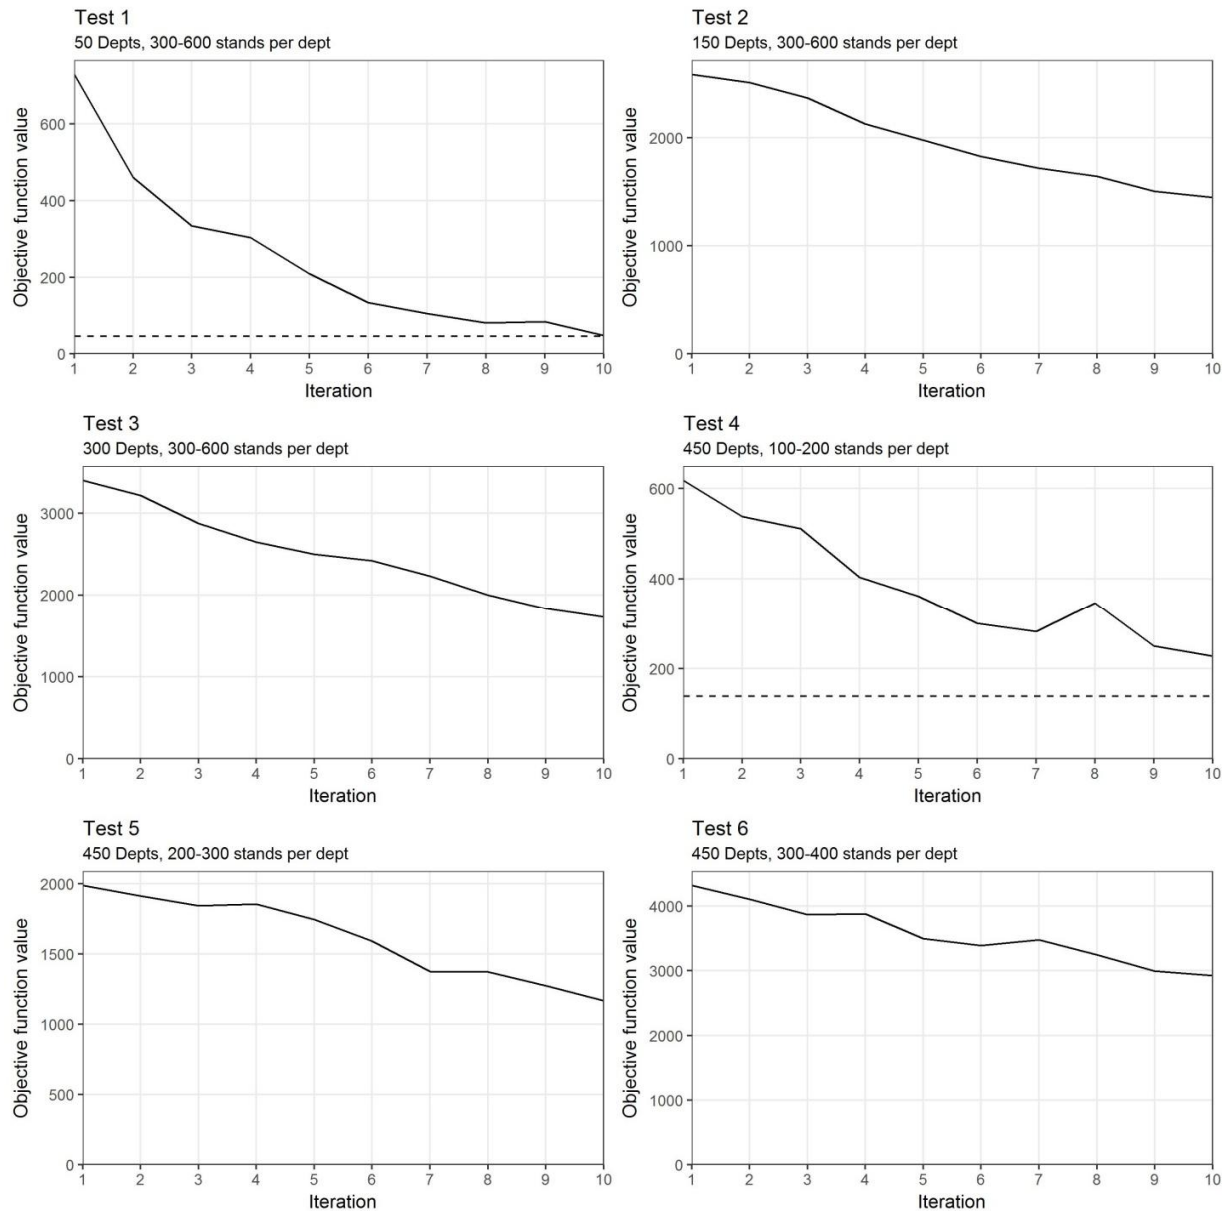 Test 1
50 Depts, 300-600 stands per dept
Objective function value
600
400
200
0
1 2 3 4 5 6 7 8 9 10
Iteration
Test 2
150 Depts, 300-600 stands per dept
Objective function value
2000
1000
0
1 2 3 4 5 6 7 8 9 10
Iteration
Test 3
300 Depts, 300-600 stands per dept
Objective function value
3000
2000
1000
0
1 2 3 4 5 6 7 8 9 10
Iteration
Test 4
450 Depts, 100-200 stands per dept
Objective function value
600
400
200
0
1 2 3 4 5 6 7 8 9 10
Iteration
Test 5
450 Depts, 200-300 stands per dept
Objective function value
2000
1500
1000
500
0
1 2 3 4 5 6 7 8 9 10
Iteration
Test 6
450 Depts, 300-400 stands per dept
Objective function value
4000
3000
2000
1000
0
1 2 3 4 5 6 7 8 9 10
Iteration